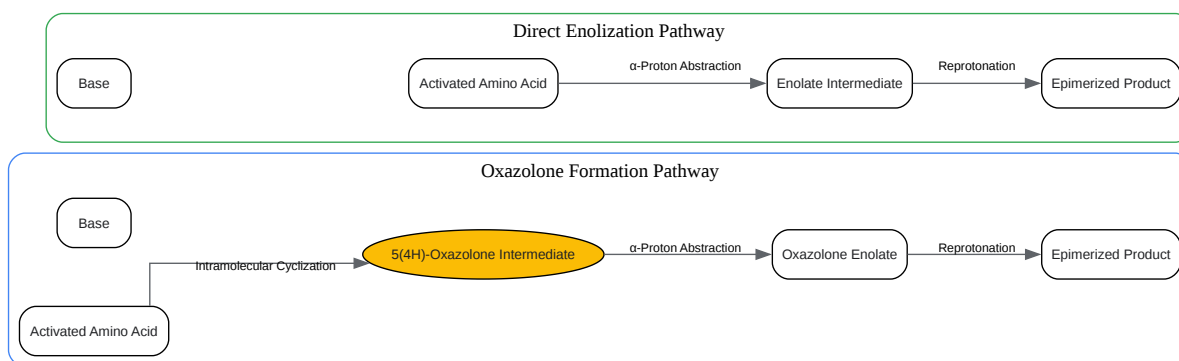 Direct Enolization Pathway
Base
Activated Amino Acid
α-Proton Abstraction
Enolate Intermediate
Reprotonation
Epimerized Product
Oxazolone Formation Pathway
Base
Activated Amino Acid
Intramolecular Cyclization
5(4H)-Oxazolone Intermediate
α-Proton Abstraction
Oxazolone Enolate
Reprotonation
Epimerized Product